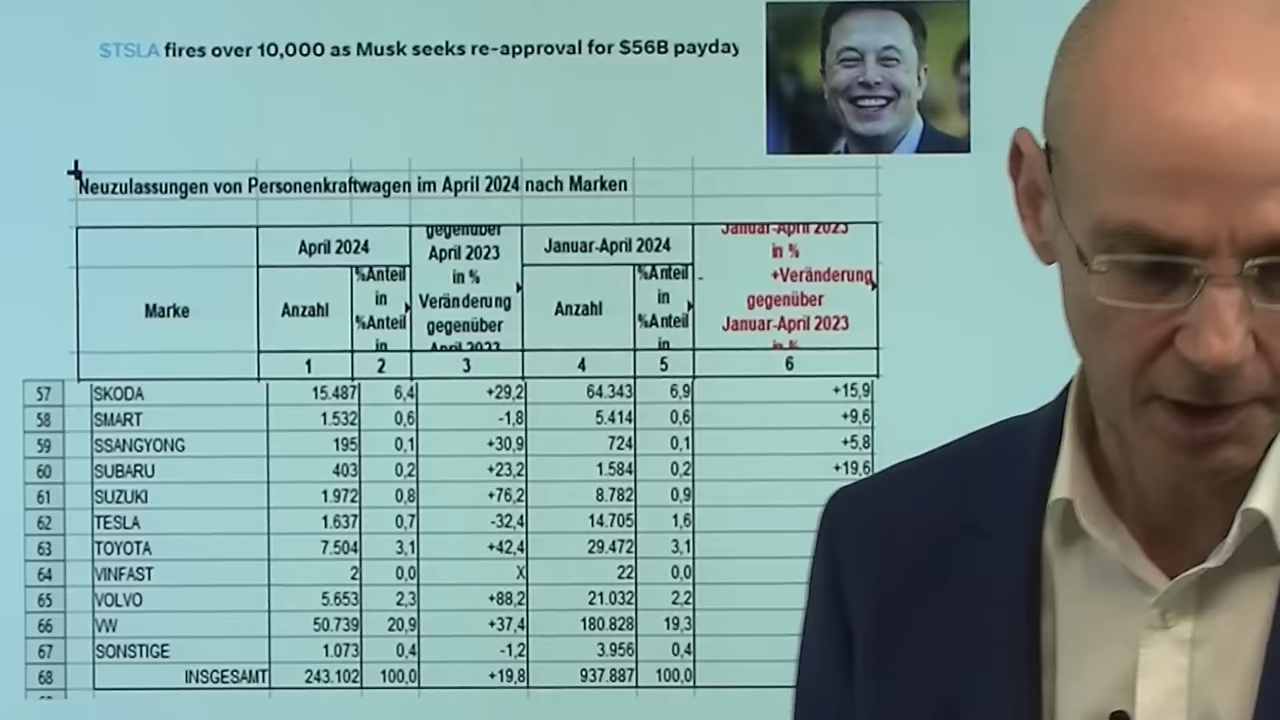 $TSLA fires over 10,000 as Musk seeks re-approval for $56B payday
Neuzulassungen von Personenkraftwagen im April 2024 nach Marken
Marke
April 2024
Anzahl
%Anteil
in
%Anteil
in
gegenüber
April 2023
in %
Veränderung
gegenüber
April 2023
Januar-April 2024
Anzahl
%Anteil
in
%Anteil
in
Januar-April 2023
in %
+Veränderung
gegenüber
Januar-April 2023
in %
1 2 3 4 5 6
57 SKODA 15.487 6,4 +29,2 64.343 6,9 +15,9
58 SMART 1.532 0,6 -1,8 5.414 0,6 +9,6
59 SSANGYONG 195 0,1 +30,9 724 0,1 +5,8
60 SUBARU 403 0,2 +23,2 1.584 0,2 +19,6
61 SUZUKI 1.972 0,8 +76,2 8.782 0,9
62 TESLA 1.637 0,7 -32,4 14.705 1,6
63 TOYOTA 7.504 3,1 +42,4 29.472 3,1
64 VINFAST 2 0,0 X 22 0,0
65 VOLVO 5.653 2,3 +88,2 21.032 2,2
66 VW 50.739 20,9 +37,4 180.828 19,3
67 SONSTIGE 1.073 0,4 -1,2 3.956 0,4
68 INSGESAMT 243.102 100,0 +19,8 937.887 100,0